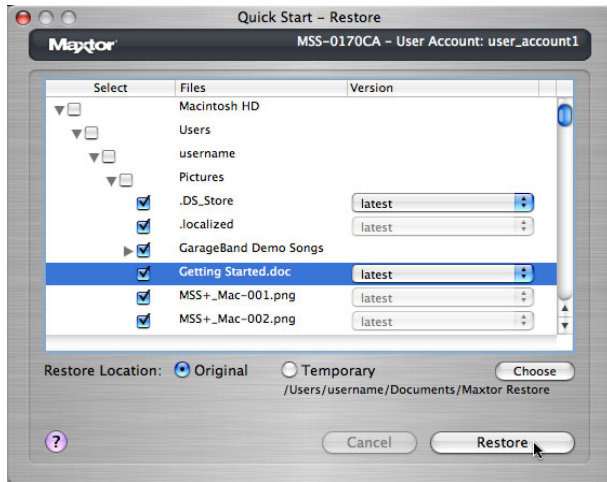 Quick Start – Restore
Maxtor MSS-0170CA – User Account: user_account1
Select Files Version
Macintosh HD
Users
username
Pictures
.DS_Store latest
.localized latest
GarageBand Demo Songs
Getting Started.doc latest
MSS+_Mac-001.png latest
MSS+_Mac-002.png latest
Restore Location: Original Temporary Choose
/Users/username/Documents/Maxtor Restore
? Cancel Restore